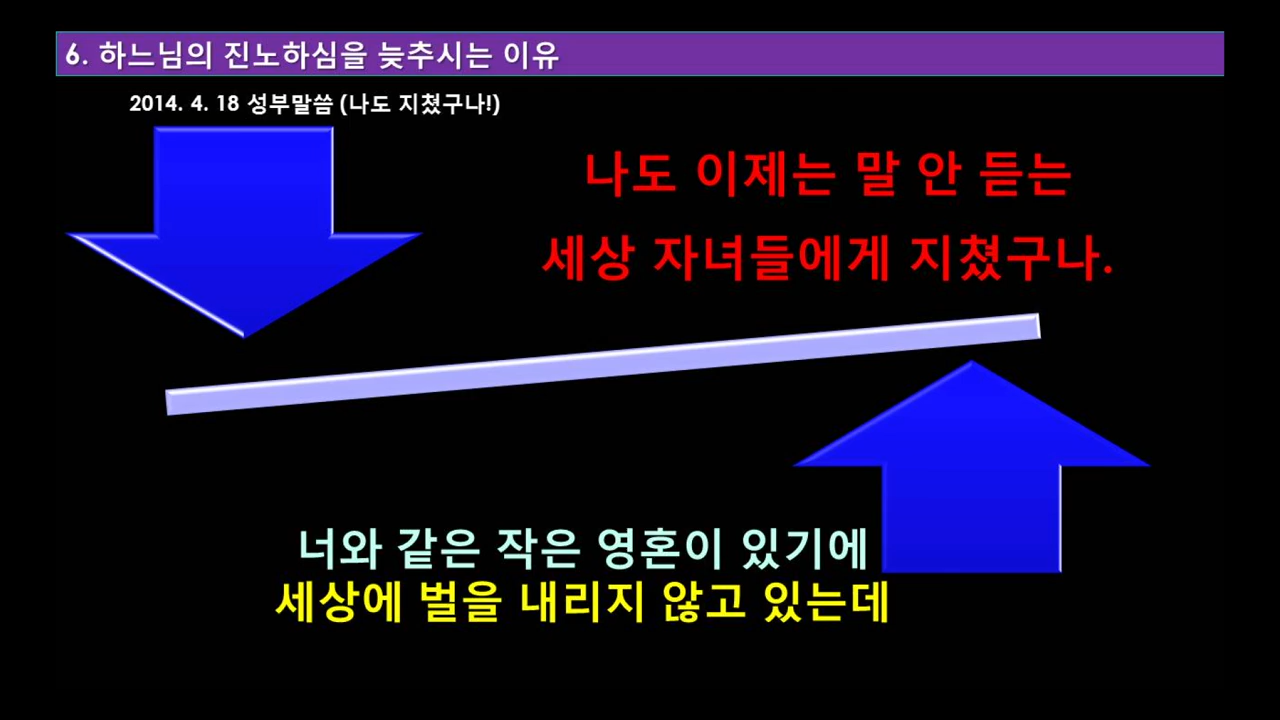 6. 하느님의 진노하심을 늦추시는 이유
2014. 4. 18 성부말씀 (나도 지쳤구나!)
나도 이제는 말 안 듣는
세상 자녀들에게 지쳤구나.
너와 같은 작은 영혼이 있기에
세상에 벌을 내리지 않고 있는데